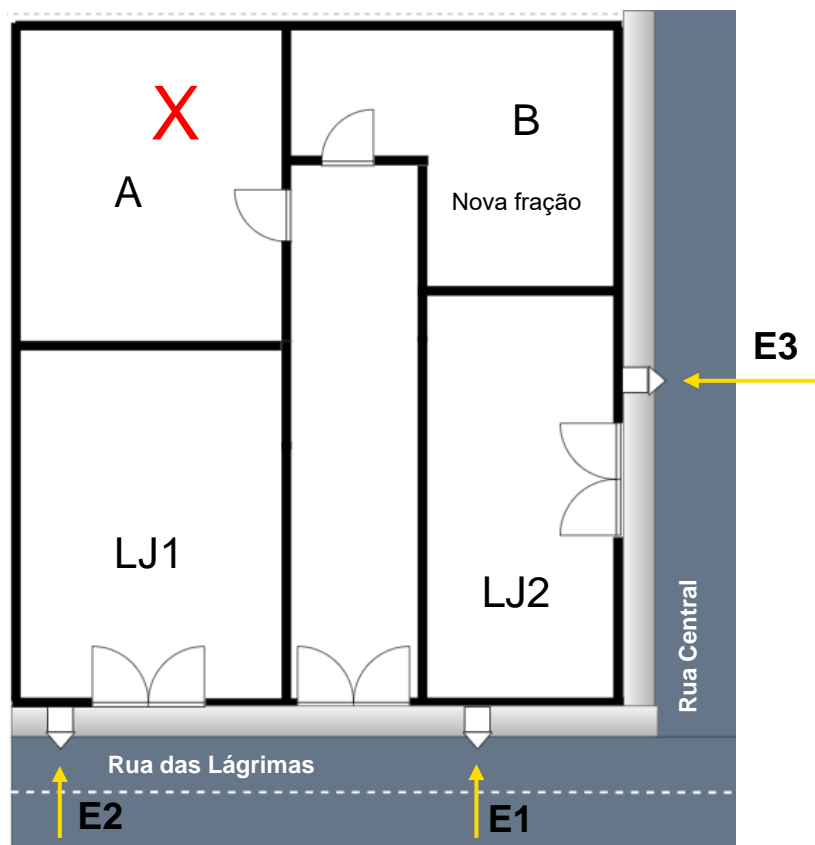 X
B
A
Nova fração
E3
LJ1
LJ2
Rua Central
Rua das Lágrimas
E2
E1